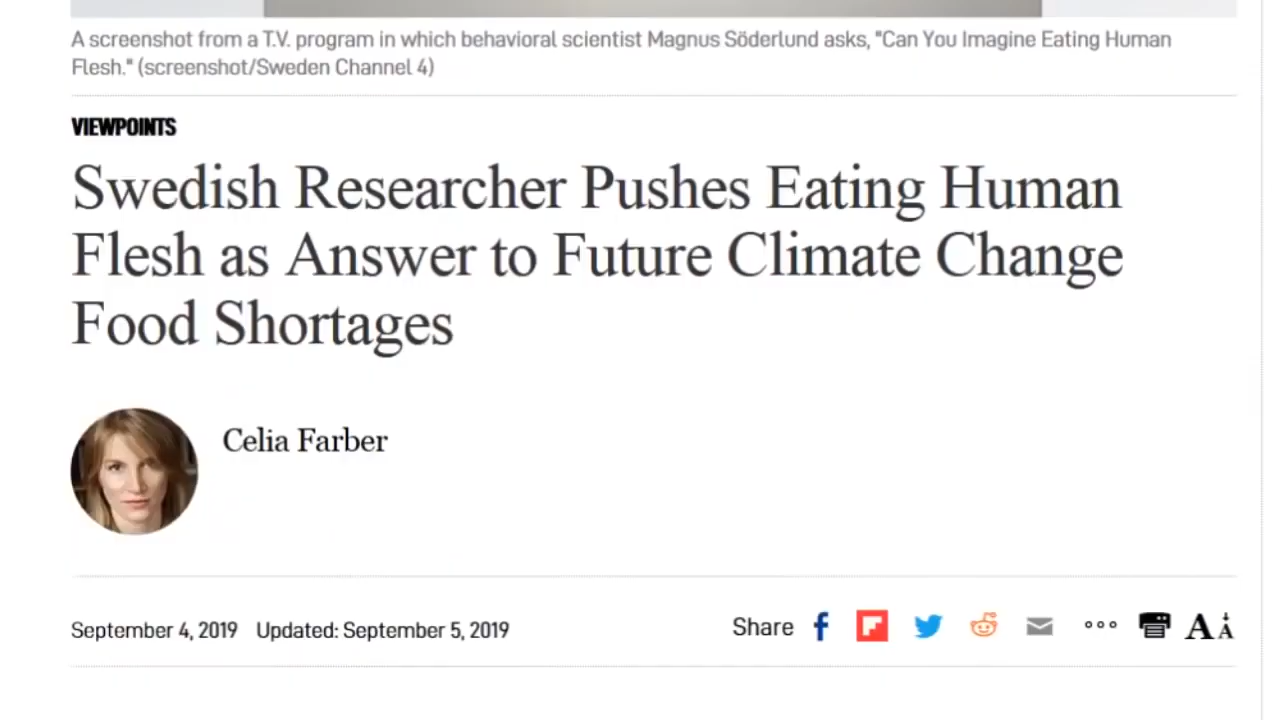 A screenshot from a T.V. program in which behavioral scientist Magnus Söderlund asks, "Can You Imagine Eating Human
Flesh." (screenshot/Sweden Channel 4)
VIEWPOINTS
Swedish Researcher Pushes Eating Human
Flesh as Answer to Future Climate Change
Food Shortages
Celia Farber
September 4, 2019 Updated: September 5, 2019
Share
A A